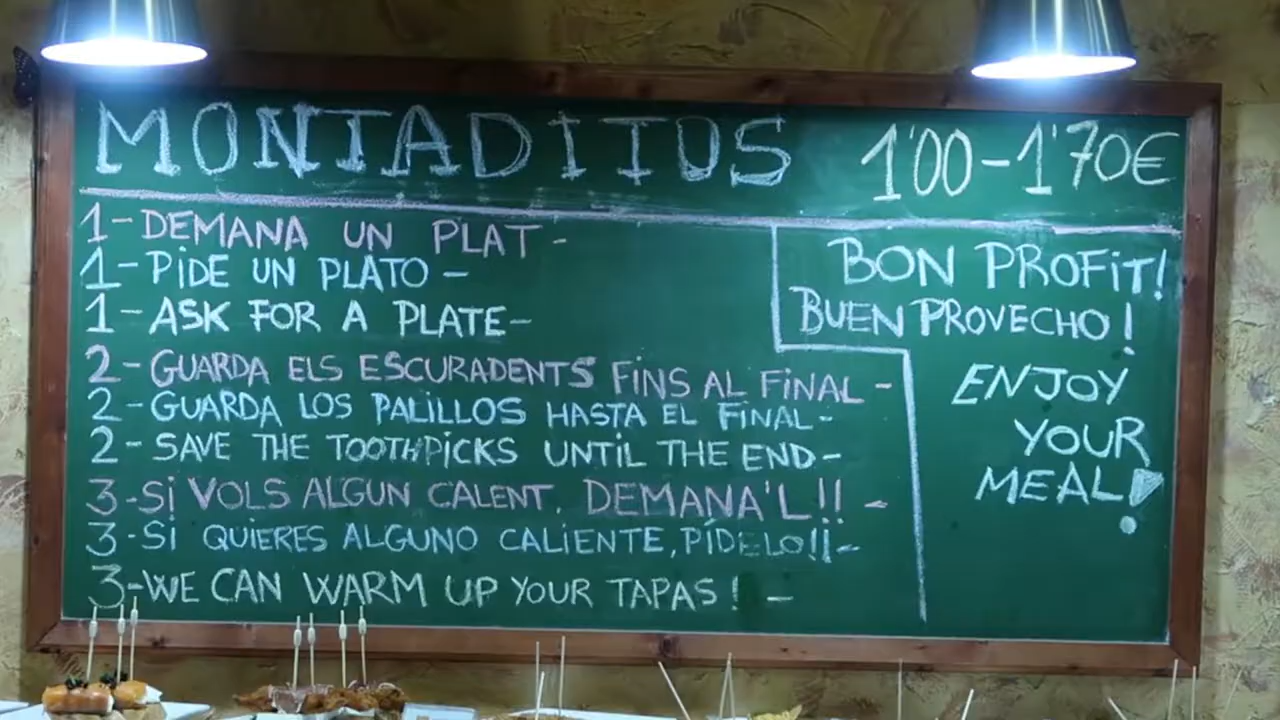 MONTADITOS 1'00-1'70€
1-DEMANA UN PLAT-
1-PIDE UN PLATO-
1-ASK FOR A PLATE-
2-GUARDA ELS ESCURADENTS FINS AL FINAL-
2-GUARDA LOS PALILLOS HASTA EL FINAL-
2-SAVE THE TOOTHPICKS UNTIL THE END-
3-SI VOLS ALGUN CALENT, DEMANA'L!!-
3-SI QUIERES ALGUNO CALIENTE, PÍDELO!!-
3-WE CAN WARM UP YOUR TAPAS! -
BON PROFIT!
BUEN PROVECHO!
ENJOY
YOUR
MEAL!